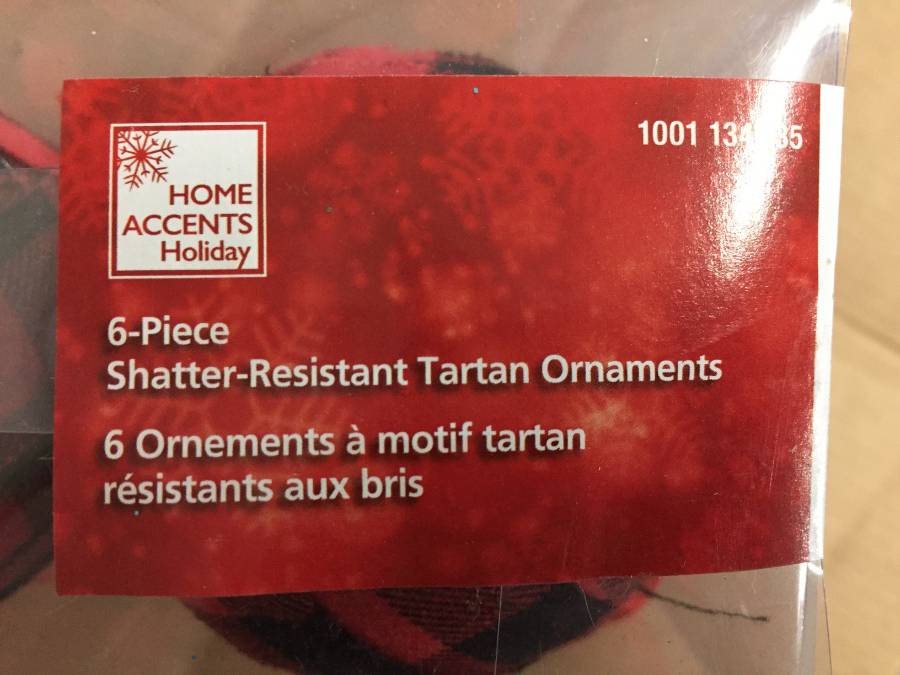 HOME
ACCENTS
Holiday
1001
6-Piece
Shatter-Resistant Tartan Ornaments
6 Ornements à motif tartan
résistants aux bris